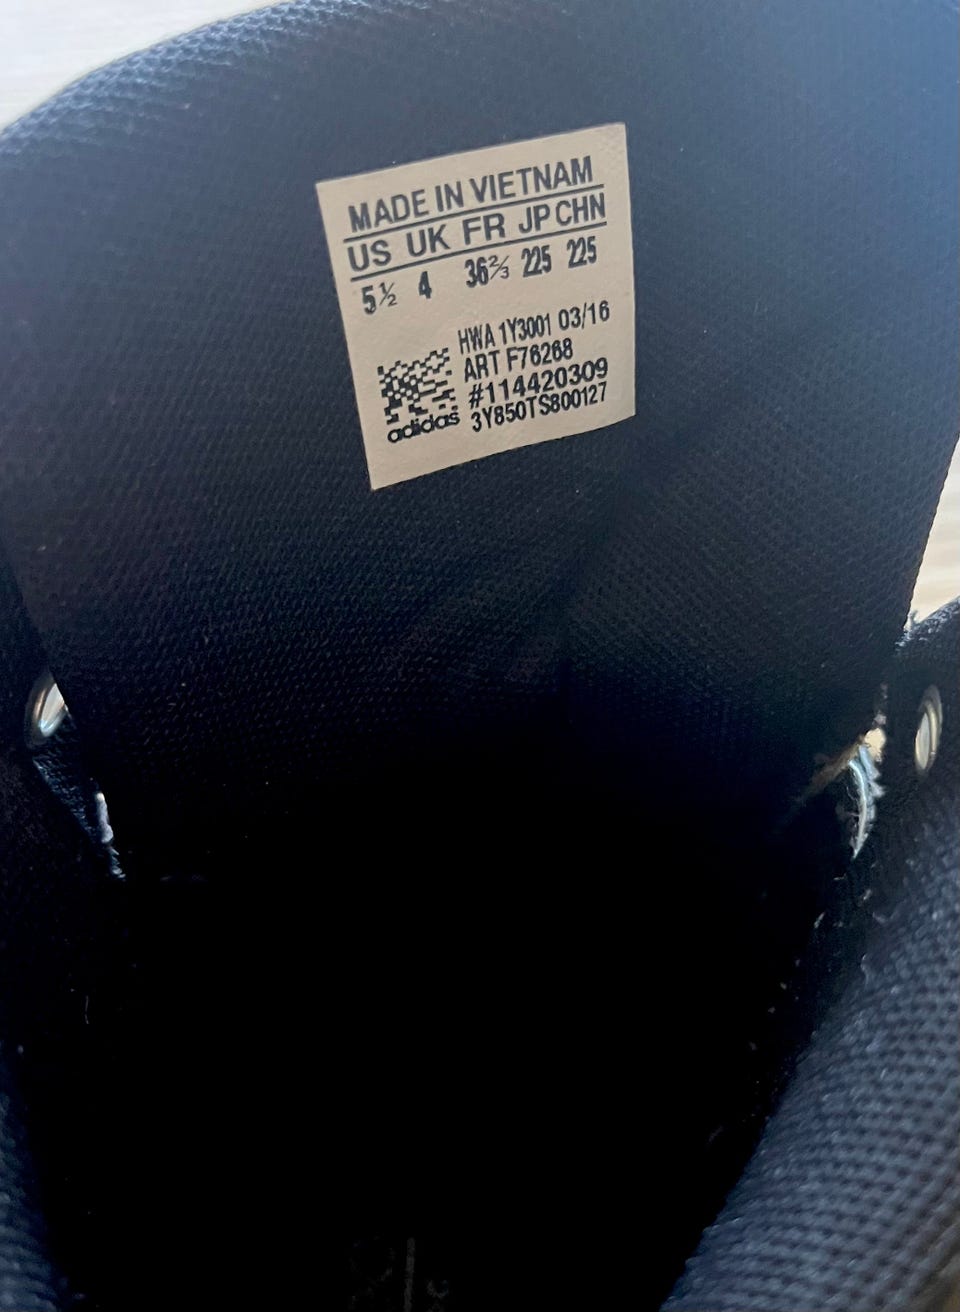 MADE IN VIETNAM
US UK FR JP CHN
5½ 4 36⅔ 225 225
HWA 1Y3001 03/16
ART F76268
#114420309
adidas 3Y850TS800127